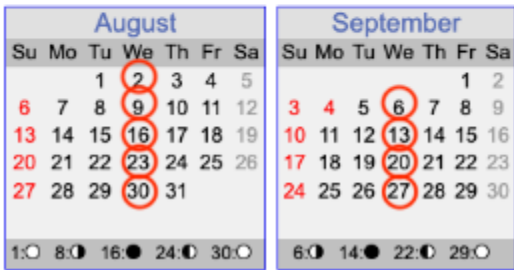 August
Su Mo Tu We Th Fr Sa
1 2 3 4 5
6 7 8 9 10 11 12
13 14 15 16 17 18 19
20 21 22 23 24 25 26
27 28 29 30 31
1:🌕︎ 8:🌗︎ 16:🌑︎ 24:🌓︎ 30:🌕︎
September
Su Mo Tu We Th Fr Sa
1 2
3 4 5 6 7 8 9
10 11 12 13 14 15 16
17 18 19 20 21 22 23
24 25 26 27 28 29 30
6:🌗︎ 14:🌑︎ 22:🌓︎ 29:🌕︎